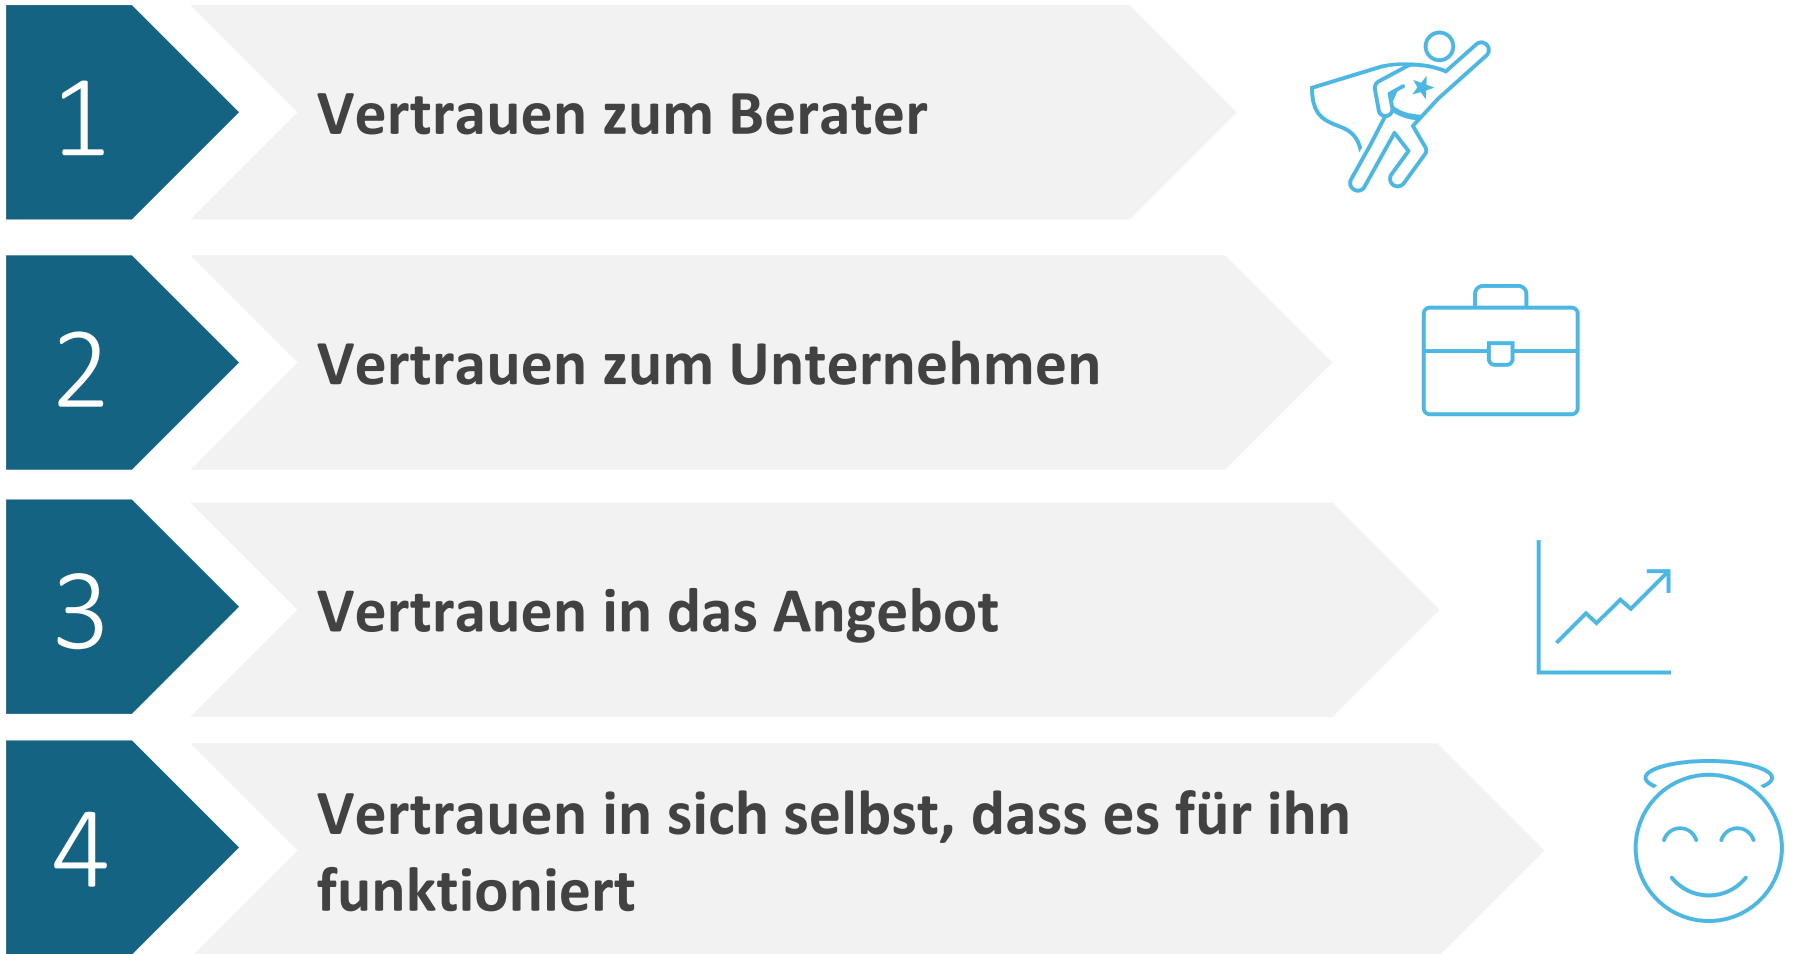 1
Vertrauen zum Berater
2
Vertrauen zum Unternehmen
3
Vertrauen in das Angebot
4
Vertrauen in sich selbst, dass es für ihn
funktioniert